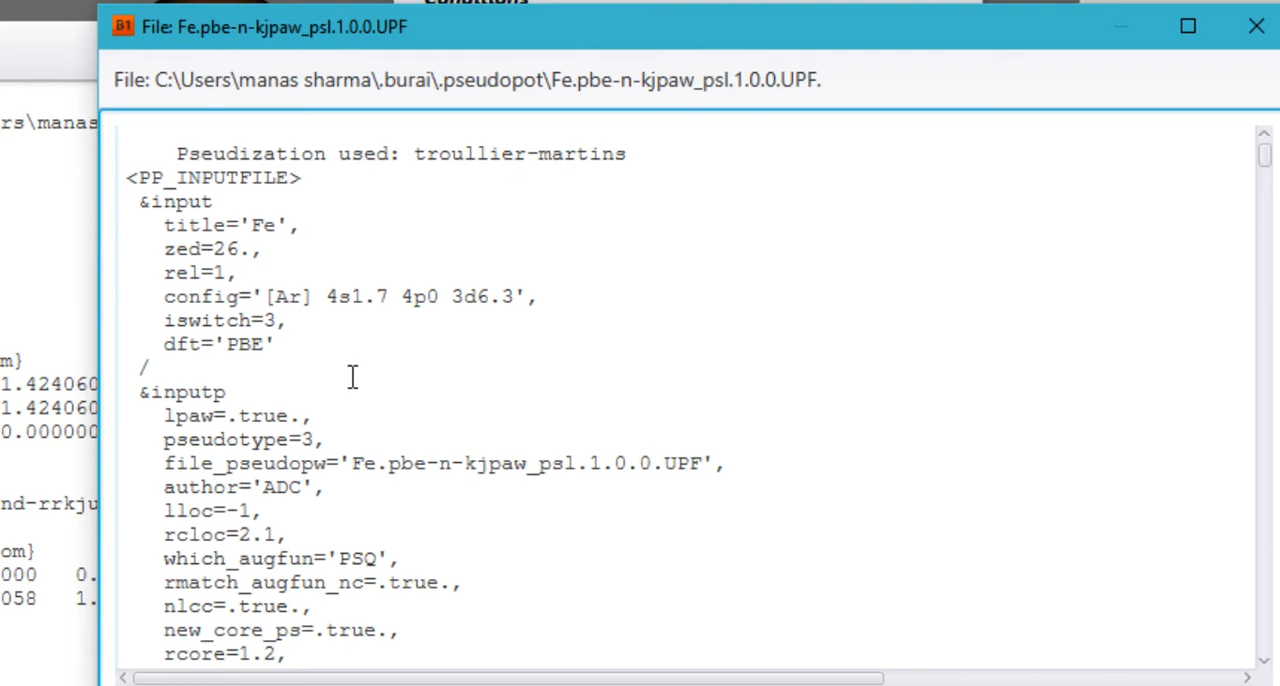 Conditions
B1 File: Fe.pbe-n-kjpaw_psl.1.0.0.UPF
File: C:\Users\manas sharma\.burai\.pseudopot\Fe.pbe-n-kjpaw_psl.1.0.0.UPF.
rs\manas
Pseudization used: troullier-martins
<PP_INPUTFILE>
&input
title='Fe',
zed=26.,
rel=1,
config='[Ar] 4s1.7 4p0 3d6.3',
iswitch=3,
dft='PBE'
/
m}
1.424060
&inputp
1.424060
lpaw=.true.,
0.000000
pseudotype=3,
file_pseudopw='Fe.pbe-n-kjpaw_psl.1.0.0.UPF',
author='ADC',
nd-rrkju
lloc=-1,
rcloc=2.1,
om}
which_augfun='PSQ',
000 0.
rmatch_augfun_nc=.true.,
058 1.
nlcc=.true.,
new_core_ps=.true.,
rcore=1.2,